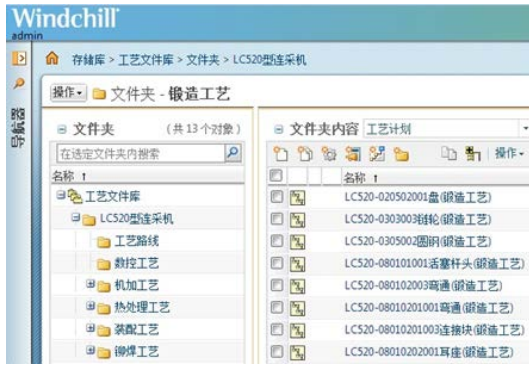 Windchill
admin
存储库 > 工艺文件库 > 文件夹 > LC520型连采机
操作 文件夹 - 锻造工艺
导航器
文件夹 (共 13 个对象)
在选定文件夹内搜索
名称 ↑
工艺文件库
LC520型连采机
工艺路线
数控工艺
机加工艺
热处理工艺
装配工艺
铆焊工艺
文件夹内容 工艺计划
操作
名称 ↑
LC520-020502001盘(锻造工艺)
LC520-0303003链轮(锻造工艺)
LC520-0305002圆钢(锻造工艺)
LC520-080101001活塞杆头(锻造工艺)
LC520-080102003弯通(锻造工艺)
LC520-08010201001弯通(锻造工艺)
LC520-08010201003连接块(锻造工艺)
LC520-08010202001耳座(锻造工艺)